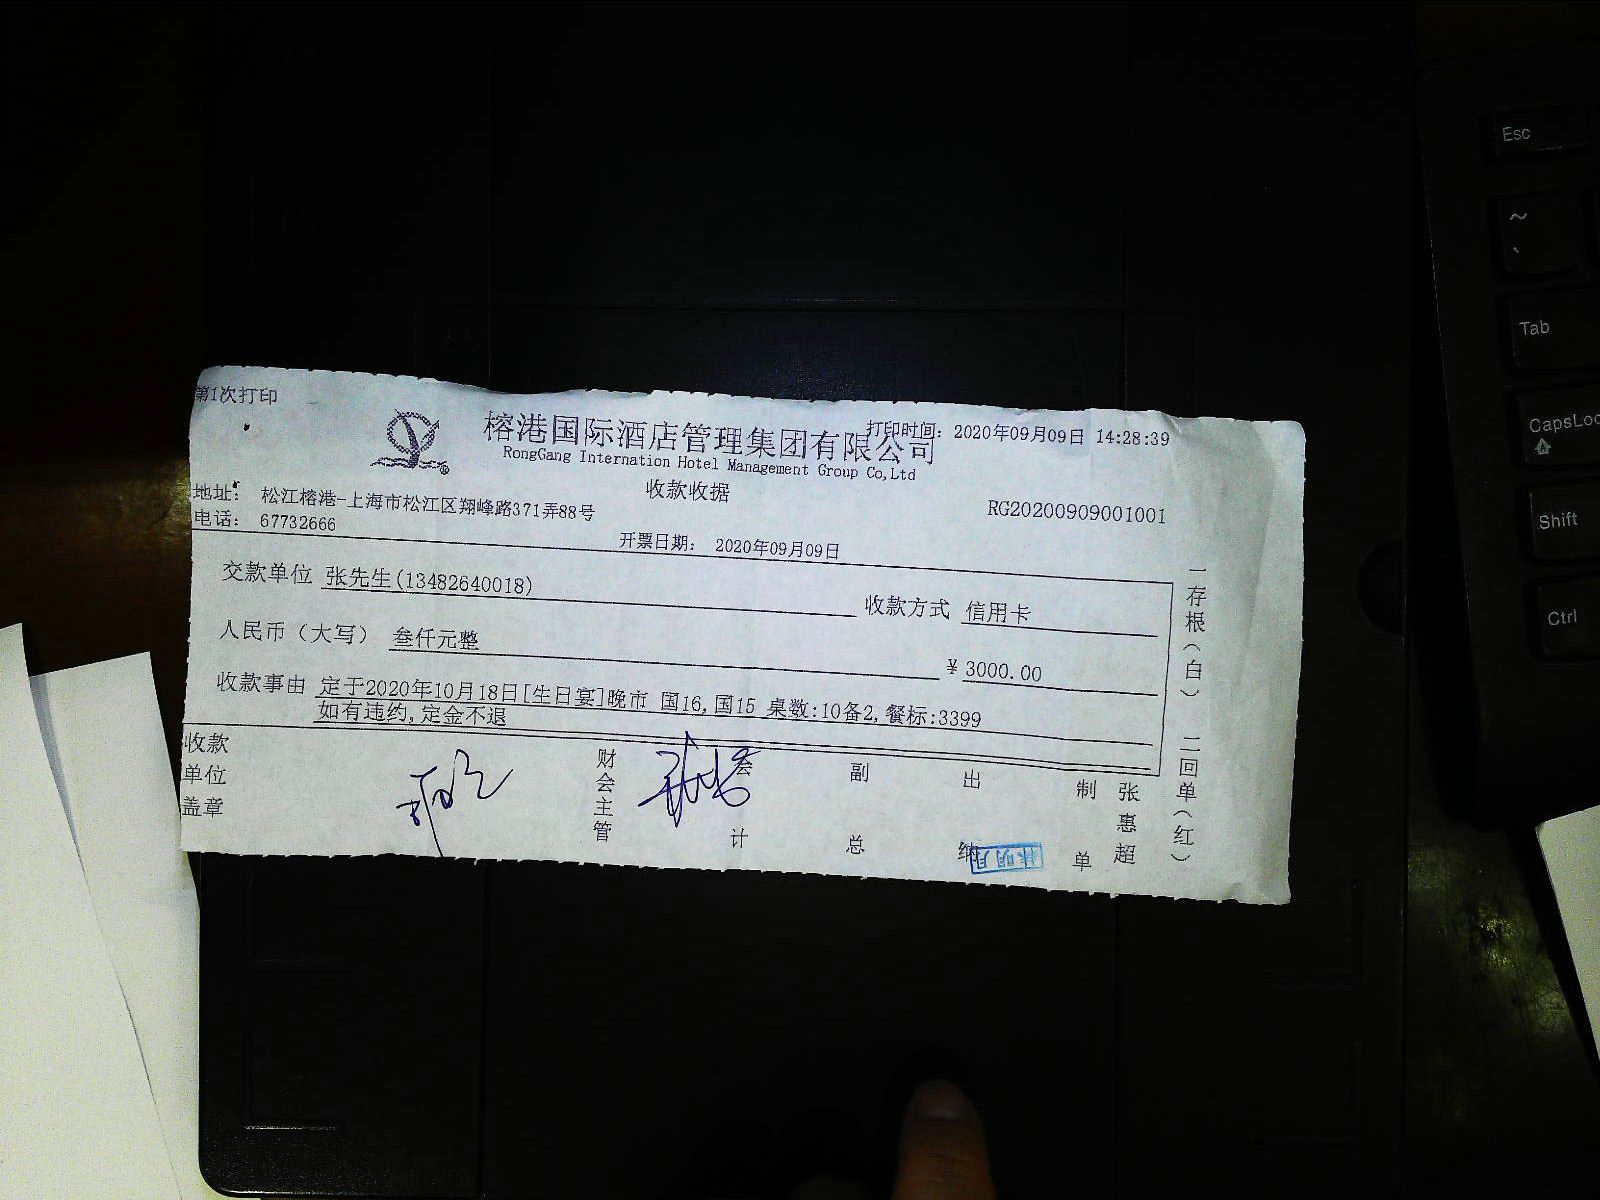 第1次打印
榕港国际酒店管理集团有限公司
打印时间: 2020年09月09日 14:28:39
RongGang Internation Hotel Management Group Co,Ltd
收款收据
地址: 松江榕港-上海市松江区翔峰路371弄88号
RG20200909001001
电话: 67732666
开票日期: 2020年09月09日
交款单位 张先生(13482640018)
收款方式 信用卡
人民币（大写） 叁仟元整
¥ 3000.00
收款事由 定于2020年10月18日[生日宴]晚市 国16,国15 桌数:10备2,餐标:3399
如有违约,定金不退
收款单位盖章
财会主管
会计
副总
出纳
制单
张惠超
一存根（白） 二回单（红）
Esc
~
`
Tab
CapsLoc
Shift
Ctrl